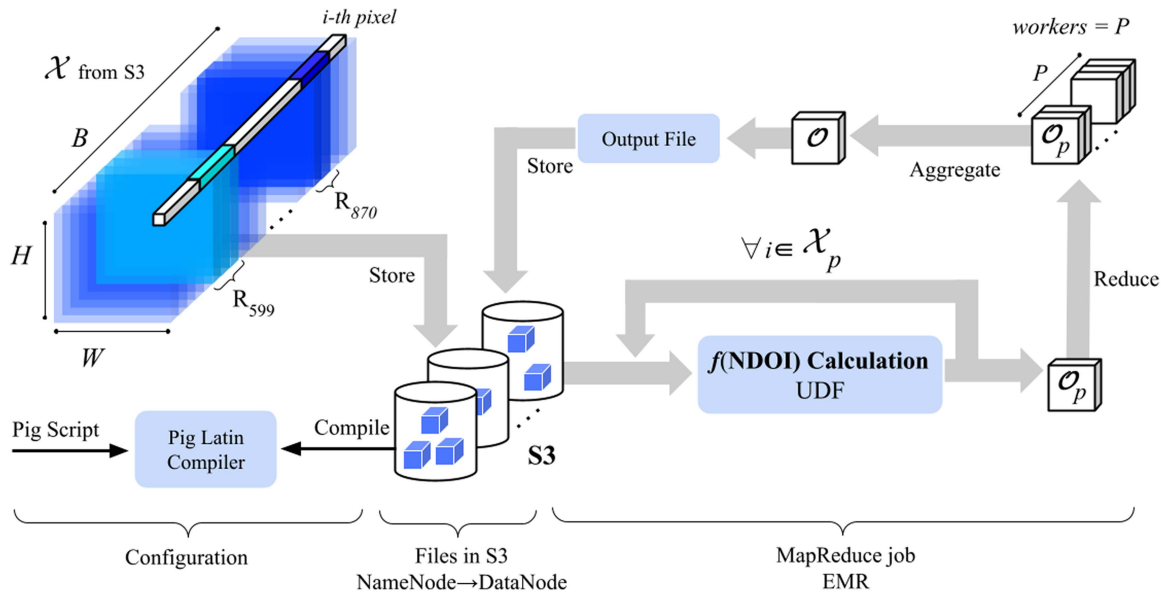 i-th pixel
𝒳 from S3
B
H
W
R870
R599
Store
workers = P
P
𝒪p
Aggregate
𝒪
Output File
Store
∀ i ∈ 𝒳p
Reduce
f(NDOI) Calculation
UDF
𝒪p
S3
Pig Script
Pig Latin
Compiler
Compile
Configuration
Files in S3
NameNode→DataNode
MapReduce job
EMR